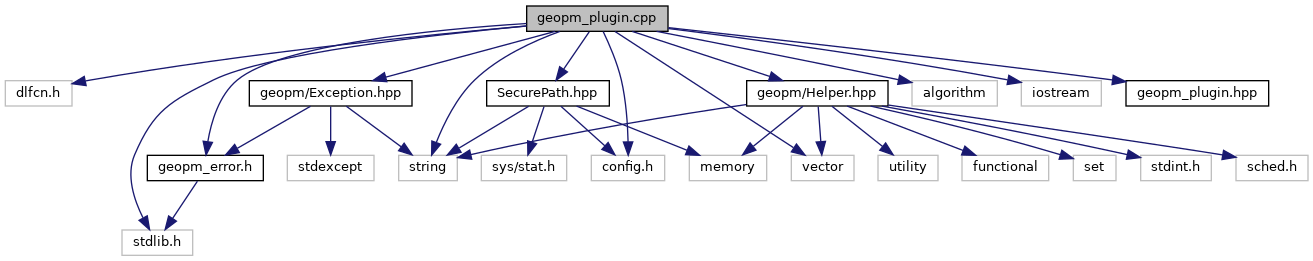 geopm_plugin.cpp
dlfcn.h
geopm/Exception.hpp
SecurePath.hpp
geopm/Helper.hpp
algorithm
iostream
geopm_plugin.hpp
geopm_error.h
stdexcept
string
sys/stat.h
config.h
memory
vector
utility
functional
set
stdint.h
sched.h
stdlib.h